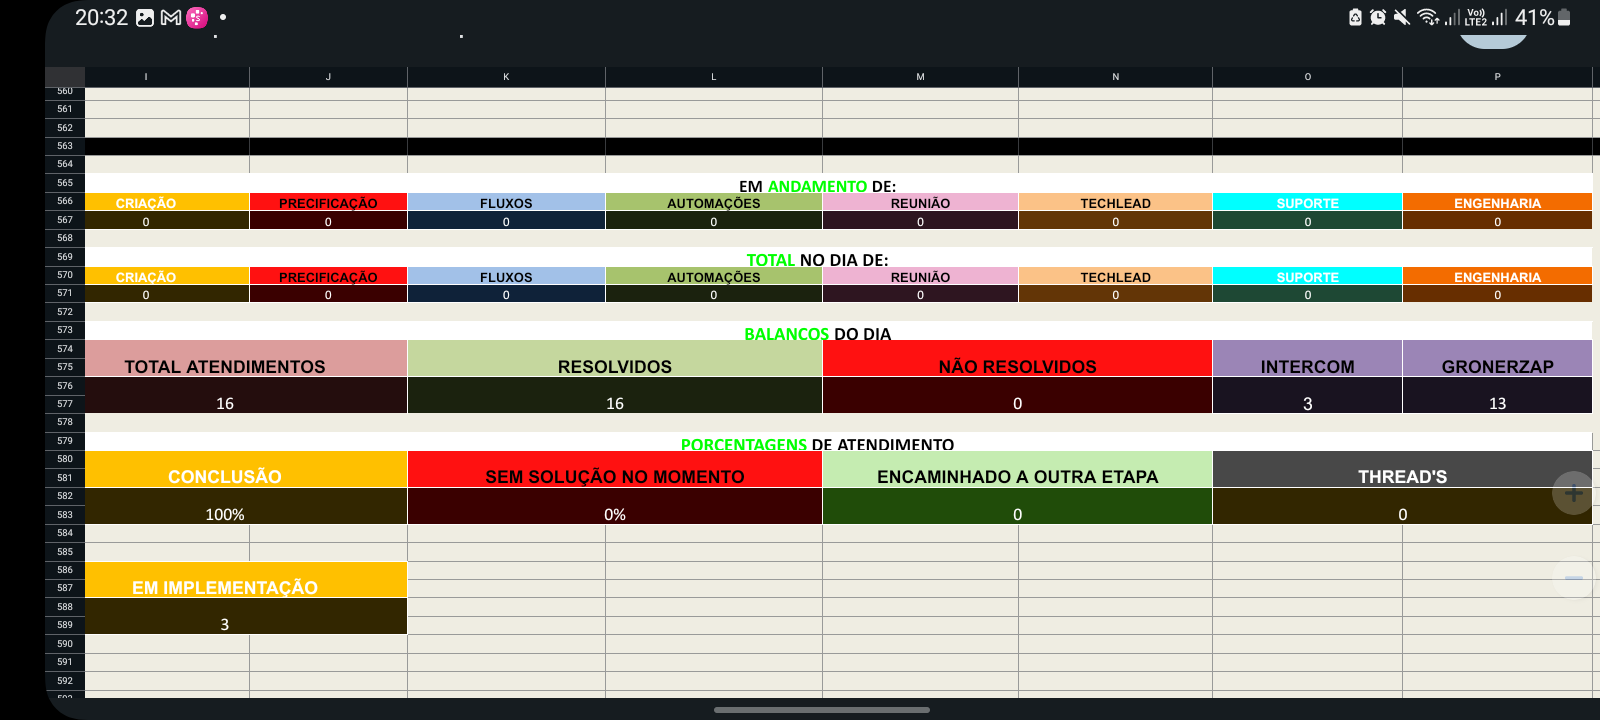 20:32 Vo)) LTE2 41%
I J K L M N O P
560
561
562
563
564
565 EM ANDAMENTO DE:
566 CRIAÇÃO PRECIFICAÇÃO FLUXOS AUTOMAÇÕES REUNIÃO TECHLEAD SUPORTE ENGENHARIA
567 0 0 0 0 0 0 0 0
568
569 TOTAL NO DIA DE:
570 CRIAÇÃO PRECIFICAÇÃO FLUXOS AUTOMAÇÕES REUNIÃO TECHLEAD SUPORTE ENGENHARIA
571 0 0 0 0 0 0 0 0
572
573 BALANCOS DO DIA
574
575 TOTAL ATENDIMENTOS RESOLVIDOS NÃO RESOLVIDOS INTERCOM GRONERZAP
576
577 16 16 0 3 13
578
579 PORCENTAGENS DE ATENDIMENTO
580
581 CONCLUSÃO SEM SOLUÇÃO NO MOMENTO ENCAMINHADO A OUTRA ETAPA THREAD'S
582
583 100% 0% 0 0
584
585
586
587 EM IMPLEMENTAÇÃO
588
589 3
590
591
592